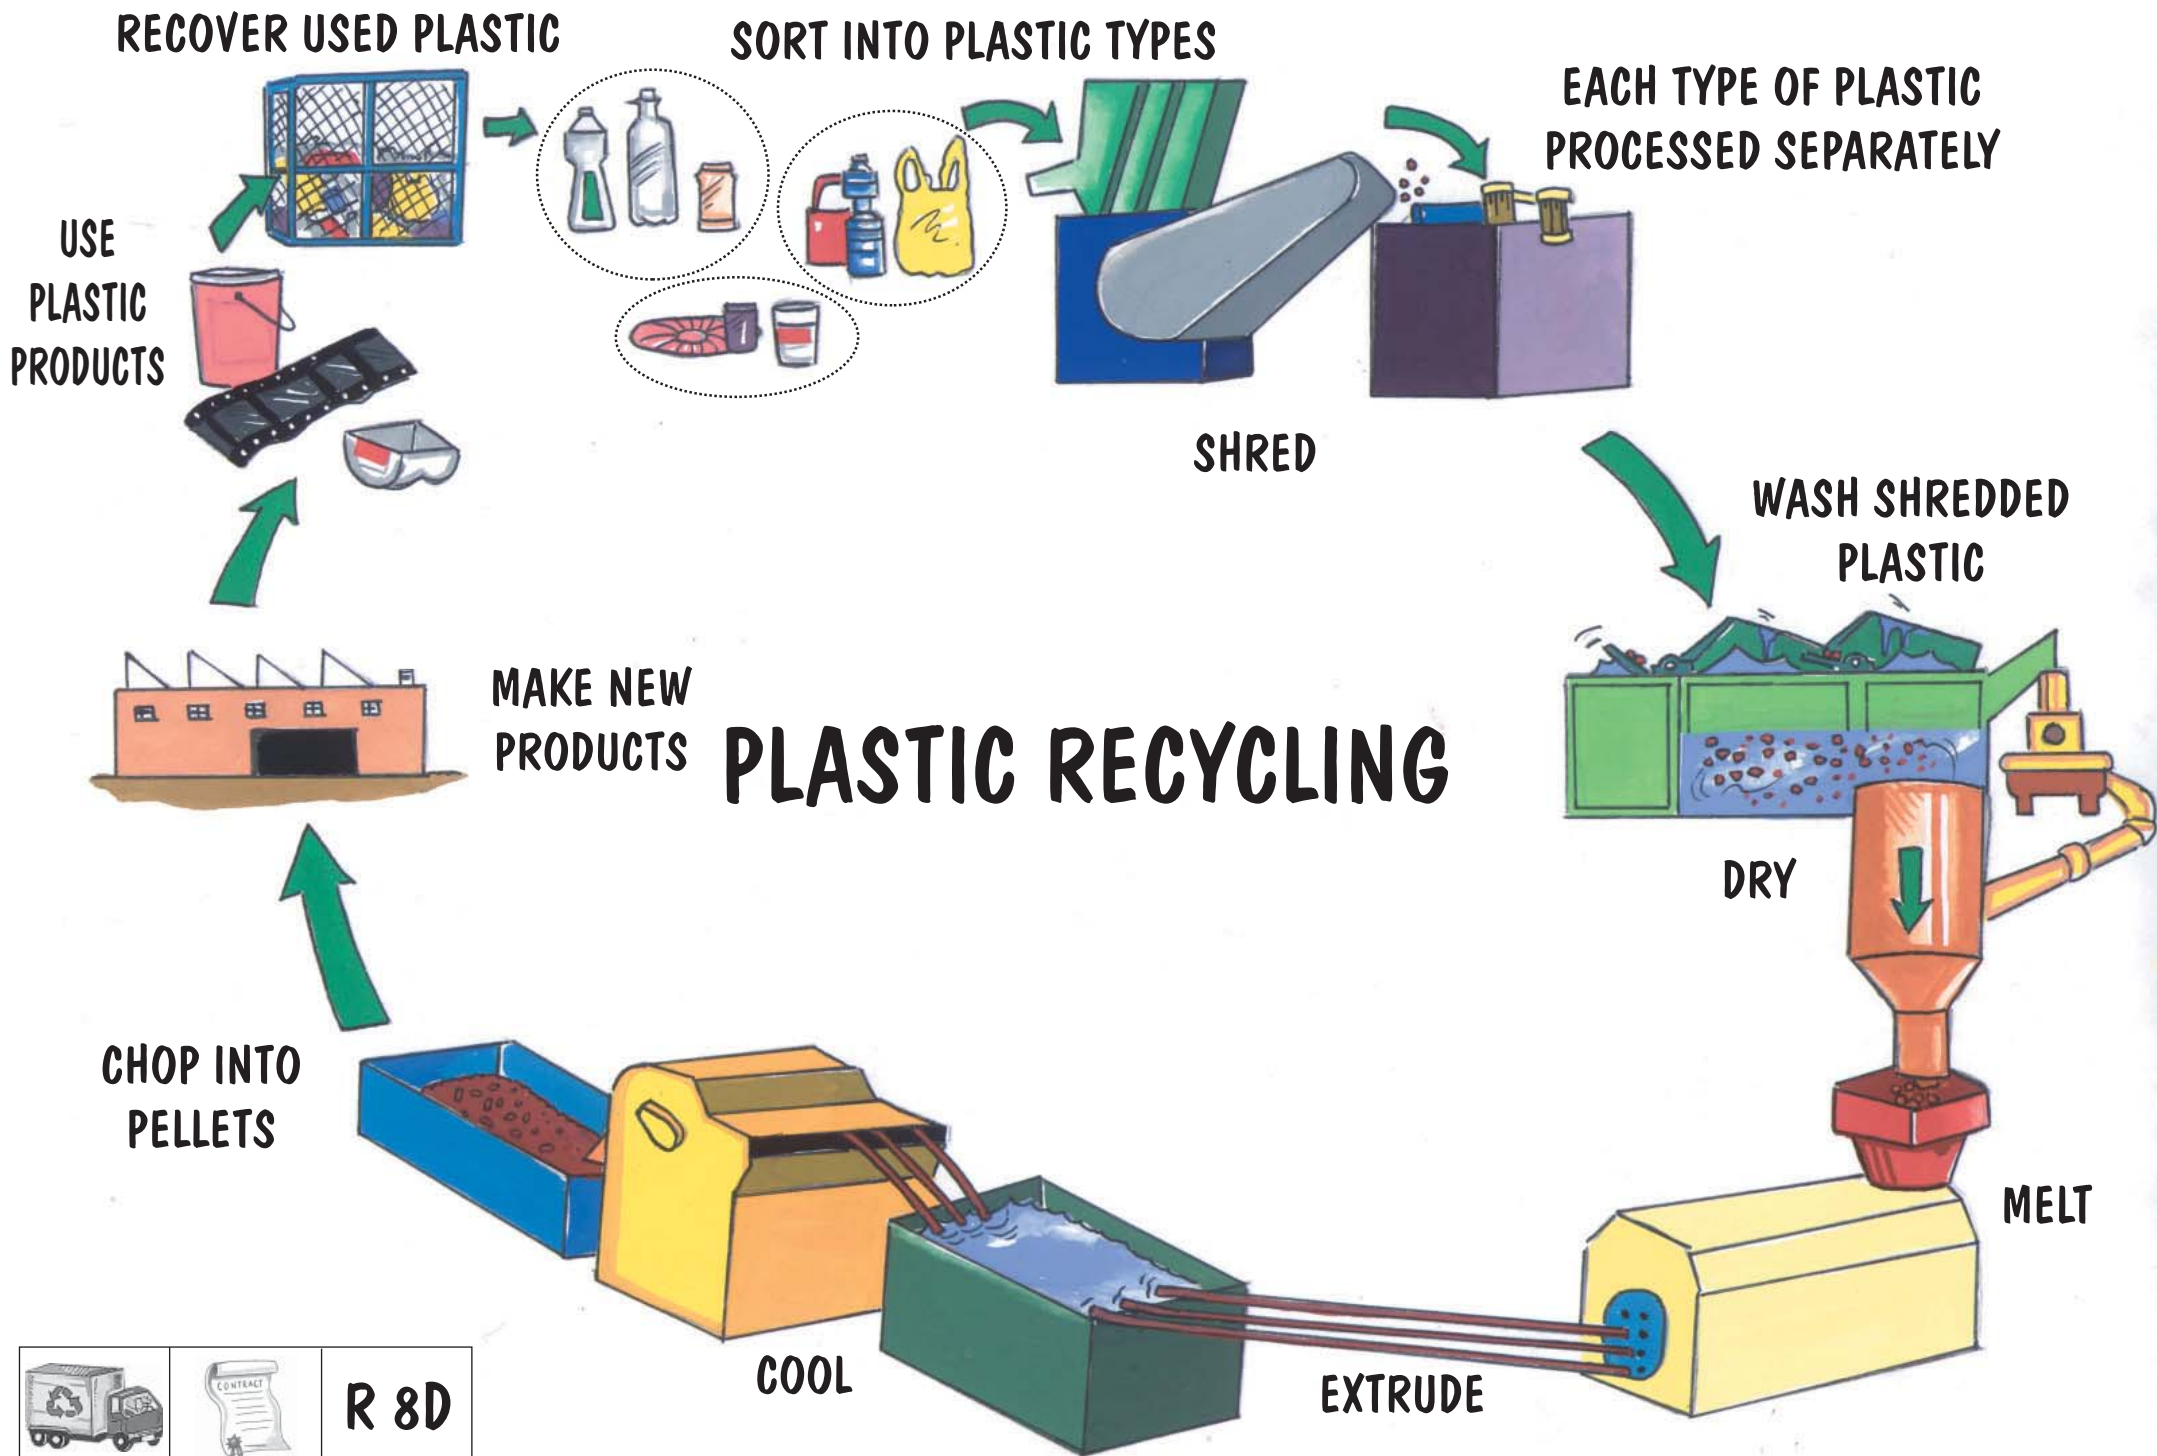 RECOVER USED PLASTIC
SORT INTO PLASTIC TYPES
EACH TYPE OF PLASTIC
PROCESSED SEPARATELY
USE
PLASTIC
PRODUCTS
SHRED
WASH SHREDDED
PLASTIC
MAKE NEW
PRODUCTS
PLASTIC RECYCLING
DRY
CHOP INTO
PELLETS
MELT
COOL
EXTRUDE
CONTRACT
R 8D